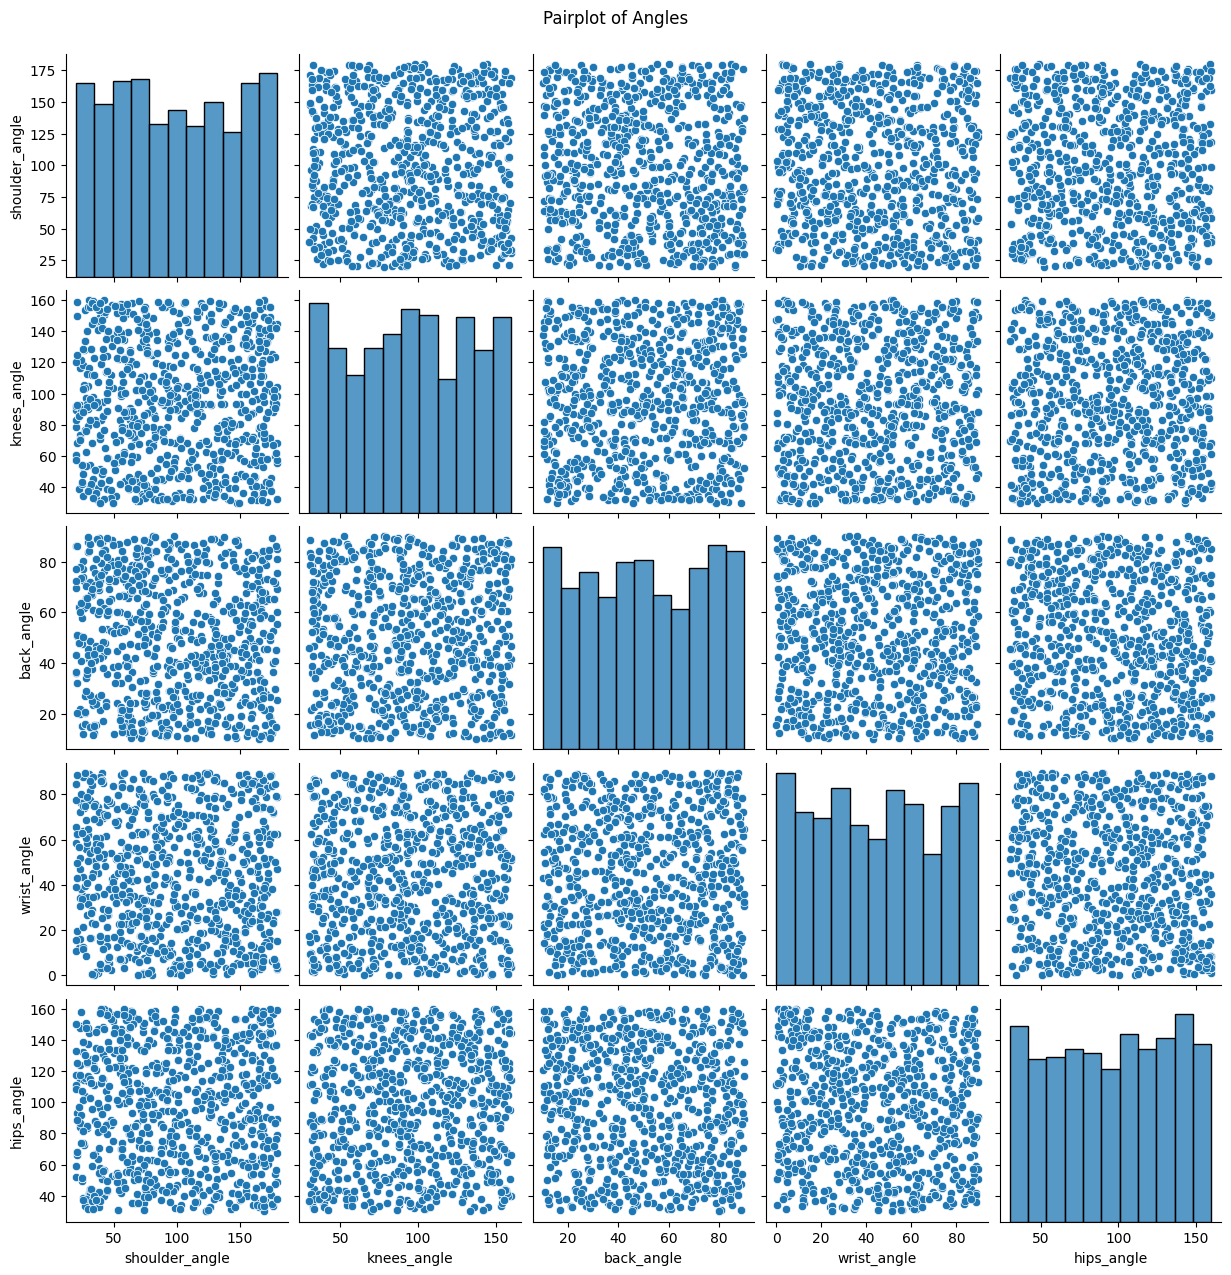 Pairplot of Angles
175
150
125
100
75
50
25
shoulder_angle
160
140
120
100
80
60
40
knees_angle
80
60
40
20
back_angle
80
60
40
20
0
wrist_angle
160
140
120
100
80
60
40
hips_angle
50 100 150
50 100 150
20 40 60 80
0 20 40 60 80
50 100 150
shoulder_angle knees_angle back_angle wrist_angle hips_angle